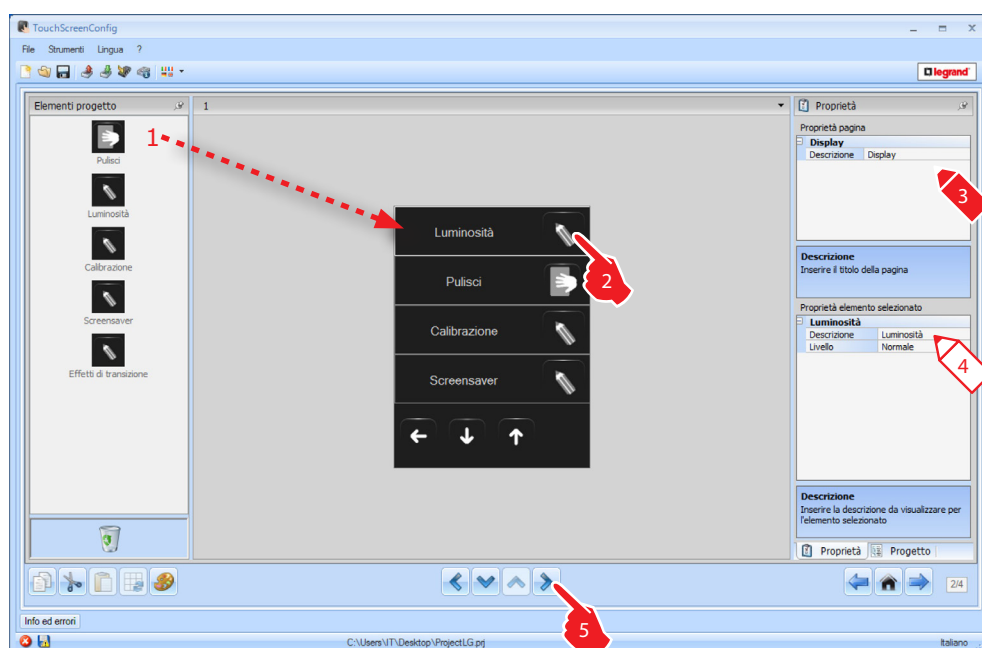 TouchScreenConfig
File Strumenti Lingua ?
legrand
Elementi progetto
1
Proprietà
Pulisci
Luminosità
Calibrazione
Screensaver
Effetti di transizione
1
Luminosità
2
Pulisci
Calibrazione
Screensaver
Proprietà pagina
Display
Descrizione Display
3
Descrizione
Inserire il titolo della pagina
Proprietà elemento selezionato
Luminosità
Descrizione Luminosità
Livello Normale
4
Descrizione
Inserire la descrizione da visualizzare per
l'elemento selezionato
Proprietà Progetto
2/4
5
Info ed errori
C:\Users\IT\Desktop\ProjectLG.prj
Italiano